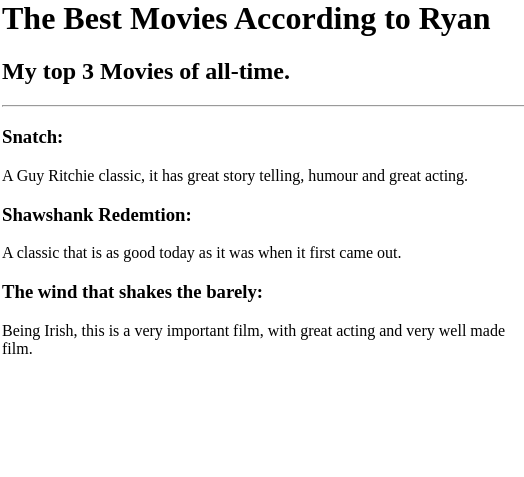 The Best Movies According to Ryan
My top 3 Movies of all-time.
Snatch:
A Guy Ritchie classic, it has great story telling, humour and great acting.
Shawshank Redemtion:
A classic that is as good today as it was when it first came out.
The wind that shakes the barely:
Being Irish, this is a very important film, with great acting and very well made
film.